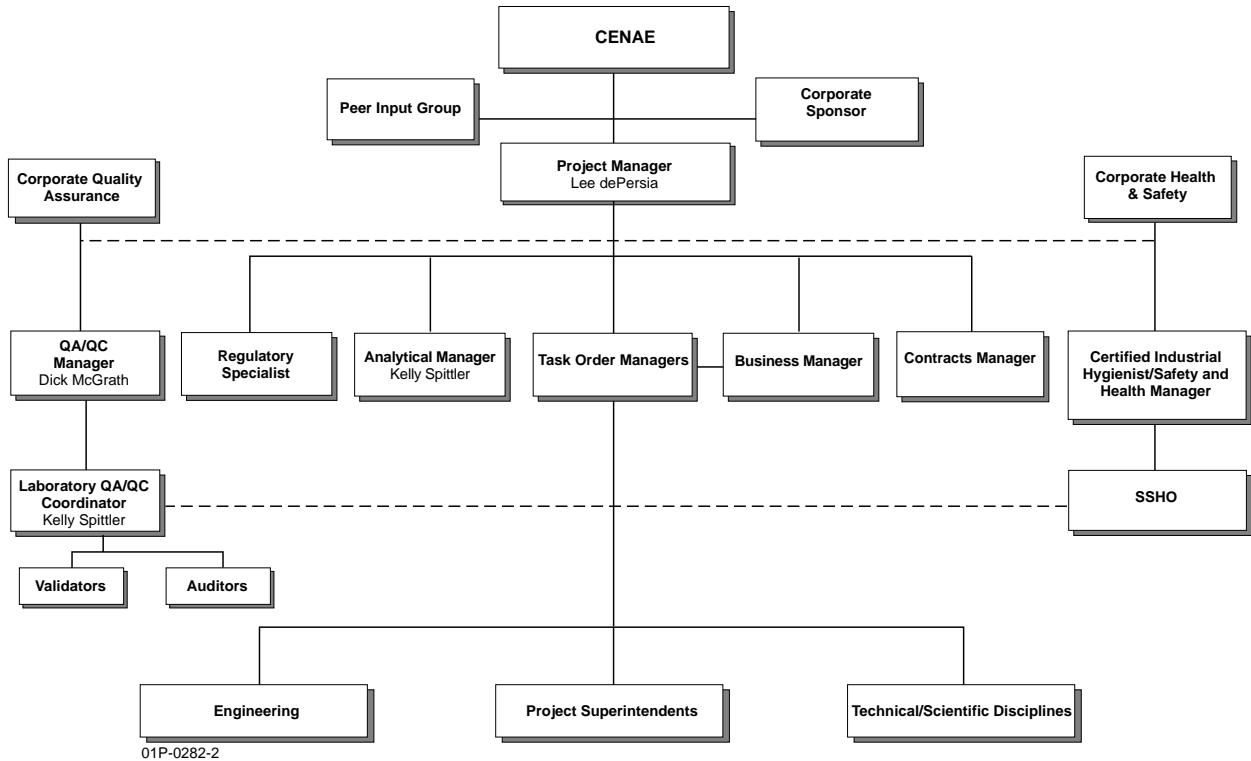 CENAE
Peer Input Group
Corporate
Sponsor
Project Manager
Lee dePersia
Corporate Quality
Assurance
Corporate Health
& Safety
QA/QC
Manager
Dick McGrath
Regulatory
Specialist
Analytical Manager
Kelly Spittler
Task Order Managers
Business Manager
Contracts Manager
Certified Industrial
Hygienist/Safety and
Health Manager
Laboratory QA/QC
Coordinator
Kelly Spittler
SSHO
Validators
Auditors
Engineering
Project Superintendents
Technical/Scientific Disciplines
01P-0282-2